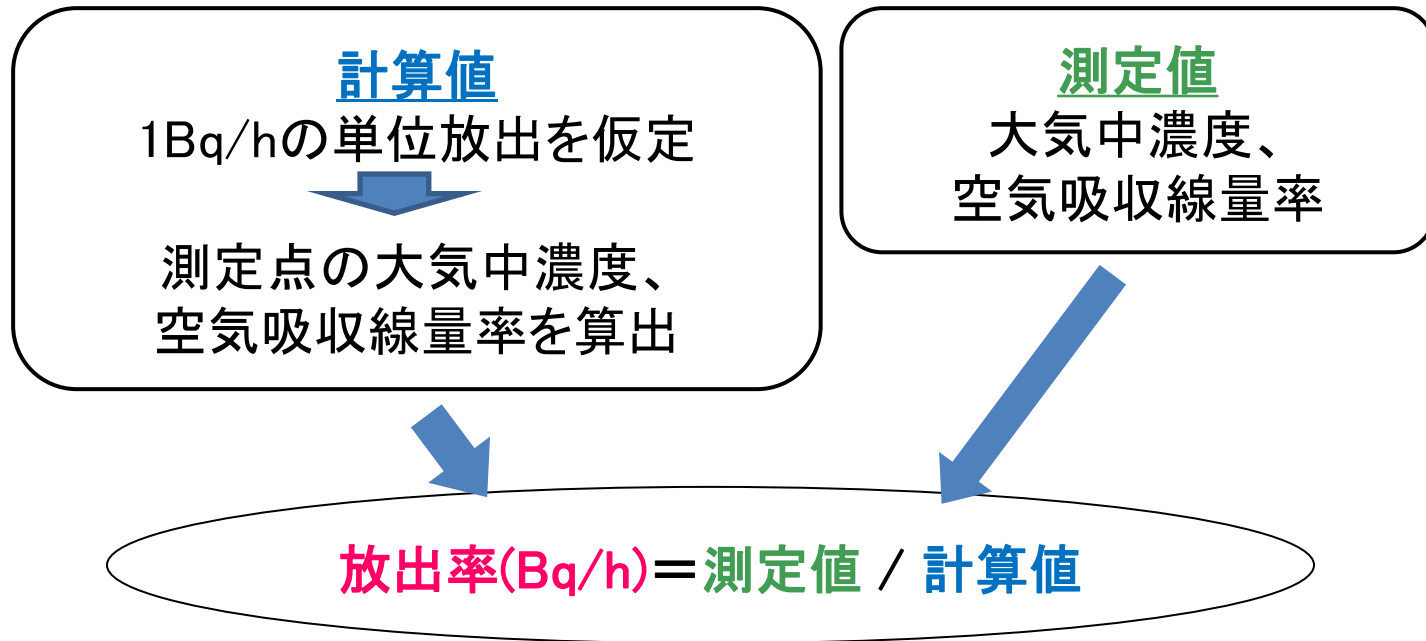 計算値
1Bq/hの単位放出を仮定
測定点の大気中濃度、
空気吸収線量率を算出
測定値
大気中濃度、
空気吸収線量率
放出率(Bq/h)＝測定値 / 計算値